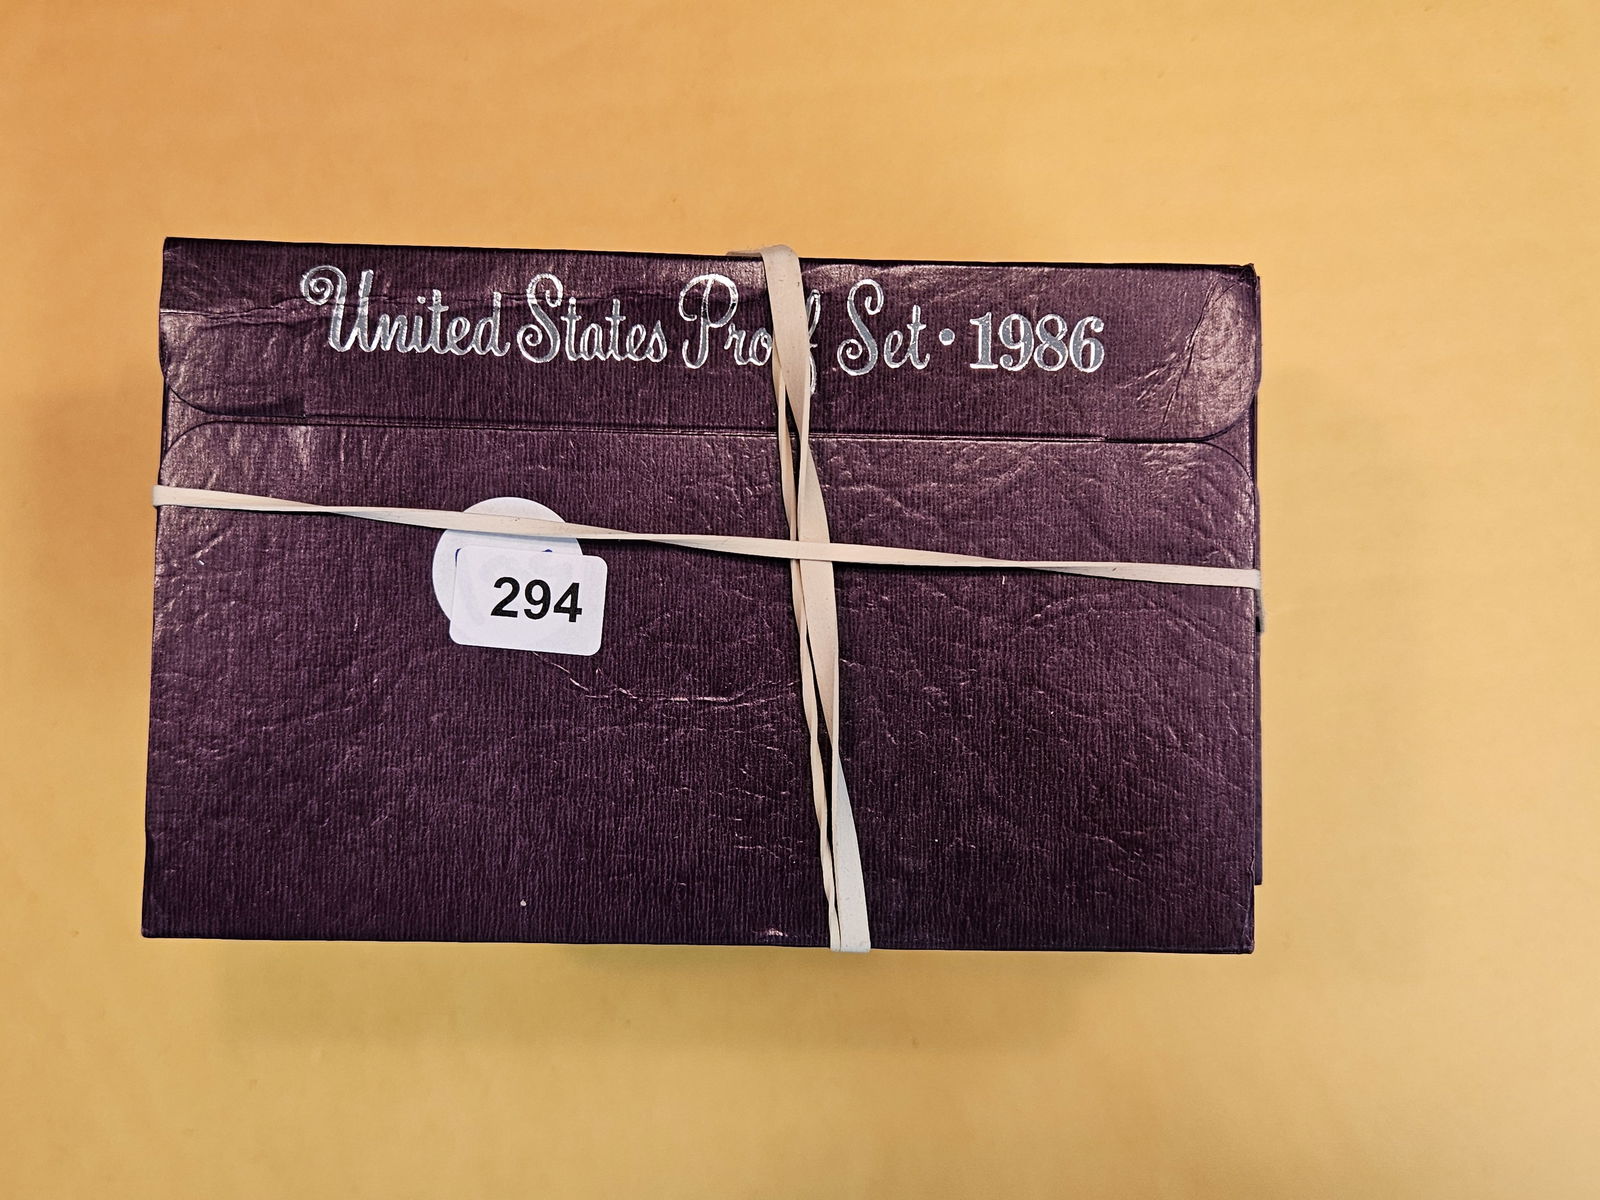 United States Proof Set • 1986
294